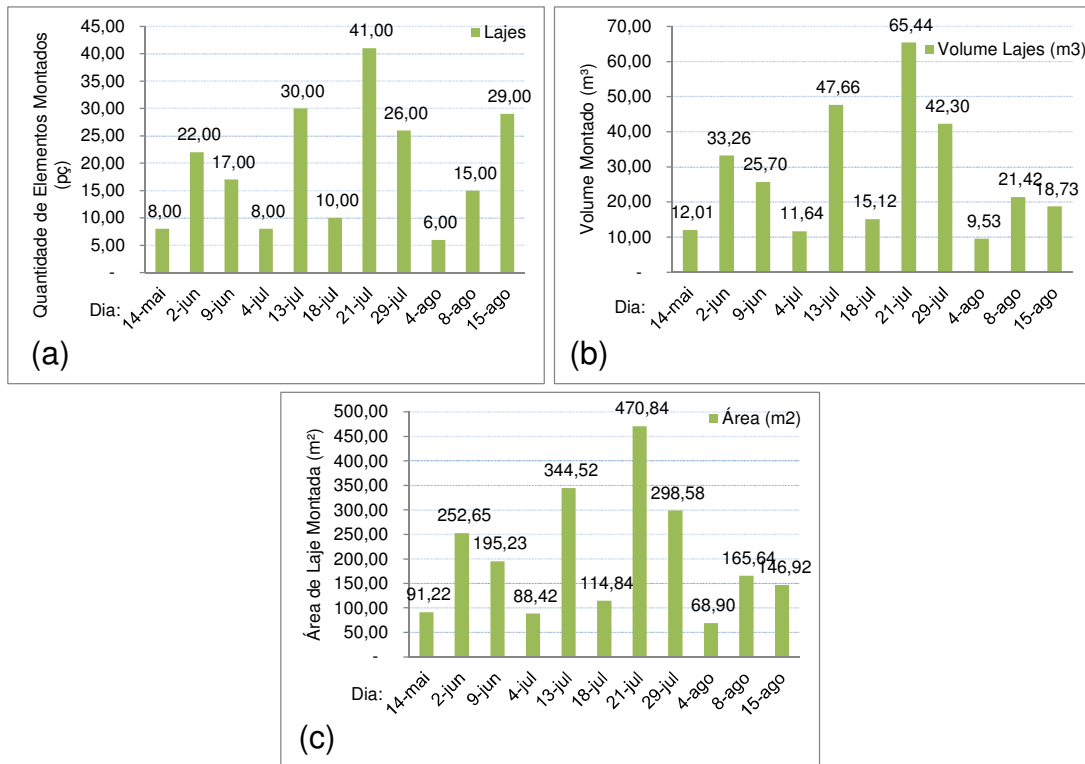 Quantidade de Elementos Montados
(pç)
45,00
40,00
35,00
30,00
25,00
20,00
15,00
10,00
5,00
-
Lajes
8,00
22,00
17,00
8,00
30,00
10,00
41,00
26,00
6,00
15,00
29,00
Dia:
14-mai
2-jun
9-jun
4-jul
13-jul
18-jul
21-jul
29-jul
4-ago
8-ago
15-ago
(a)
Volume Montado (m³)
70,00
60,00
50,00
40,00
30,00
20,00
10,00
-
Volume Lajes (m3)
12,01
33,26
25,70
11,64
47,66
15,12
65,44
42,30
9,53
21,42
18,73
Dia:
14-mai
2-jun
9-jun
4-jul
13-jul
18-jul
21-jul
29-jul
4-ago
8-ago
15-ago
(b)
Área de Laje Montada (m²)
500,00
450,00
400,00
350,00
300,00
250,00
200,00
150,00
100,00
50,00
-
Área (m2)
91,22
252,65
195,23
88,42
344,52
114,84
470,84
298,58
68,90
165,64
146,92
Dia:
14-mai
2-jun
9-jun
4-jul
13-jul
18-jul
21-jul
29-jul
4-ago
8-ago
15-ago
(c)